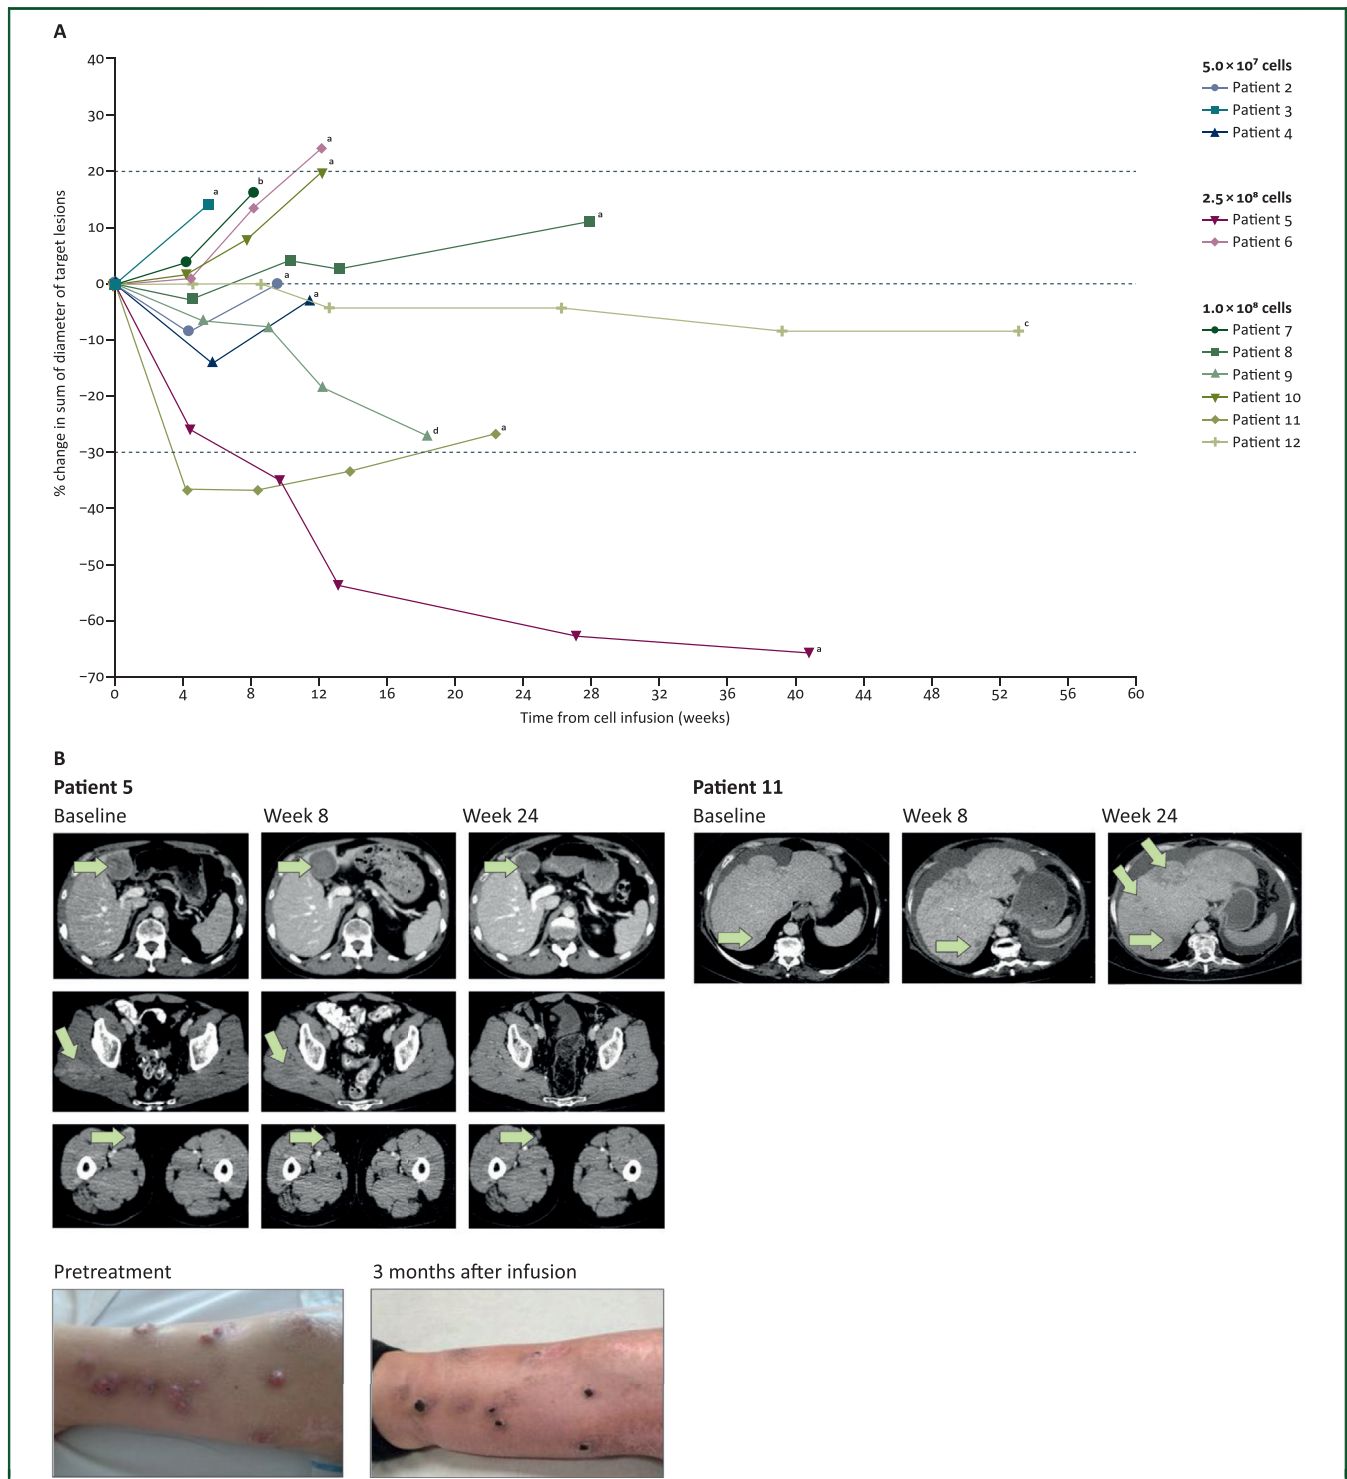 A
40
30
20
10
0
−10
−20
−30
−40
−50
−60
−70
% change in sum of diameter of target lesions
0 4 8 12 16 20 24 28 32 36 40 44 48 52 56 60
Time from cell infusion (weeks)
a
b
a
a
a
a
a
c
d
a
a
5.0 × 10⁷ cells
Patient 2
Patient 3
Patient 4
2.5 × 10⁸ cells
Patient 5
Patient 6
1.0 × 10⁸ cells
Patient 7
Patient 8
Patient 9
Patient 10
Patient 11
Patient 12
B
Patient 5
Baseline Week 8 Week 24
Patient 11
Baseline Week 8 Week 24
Pretreatment
3 months after infusion